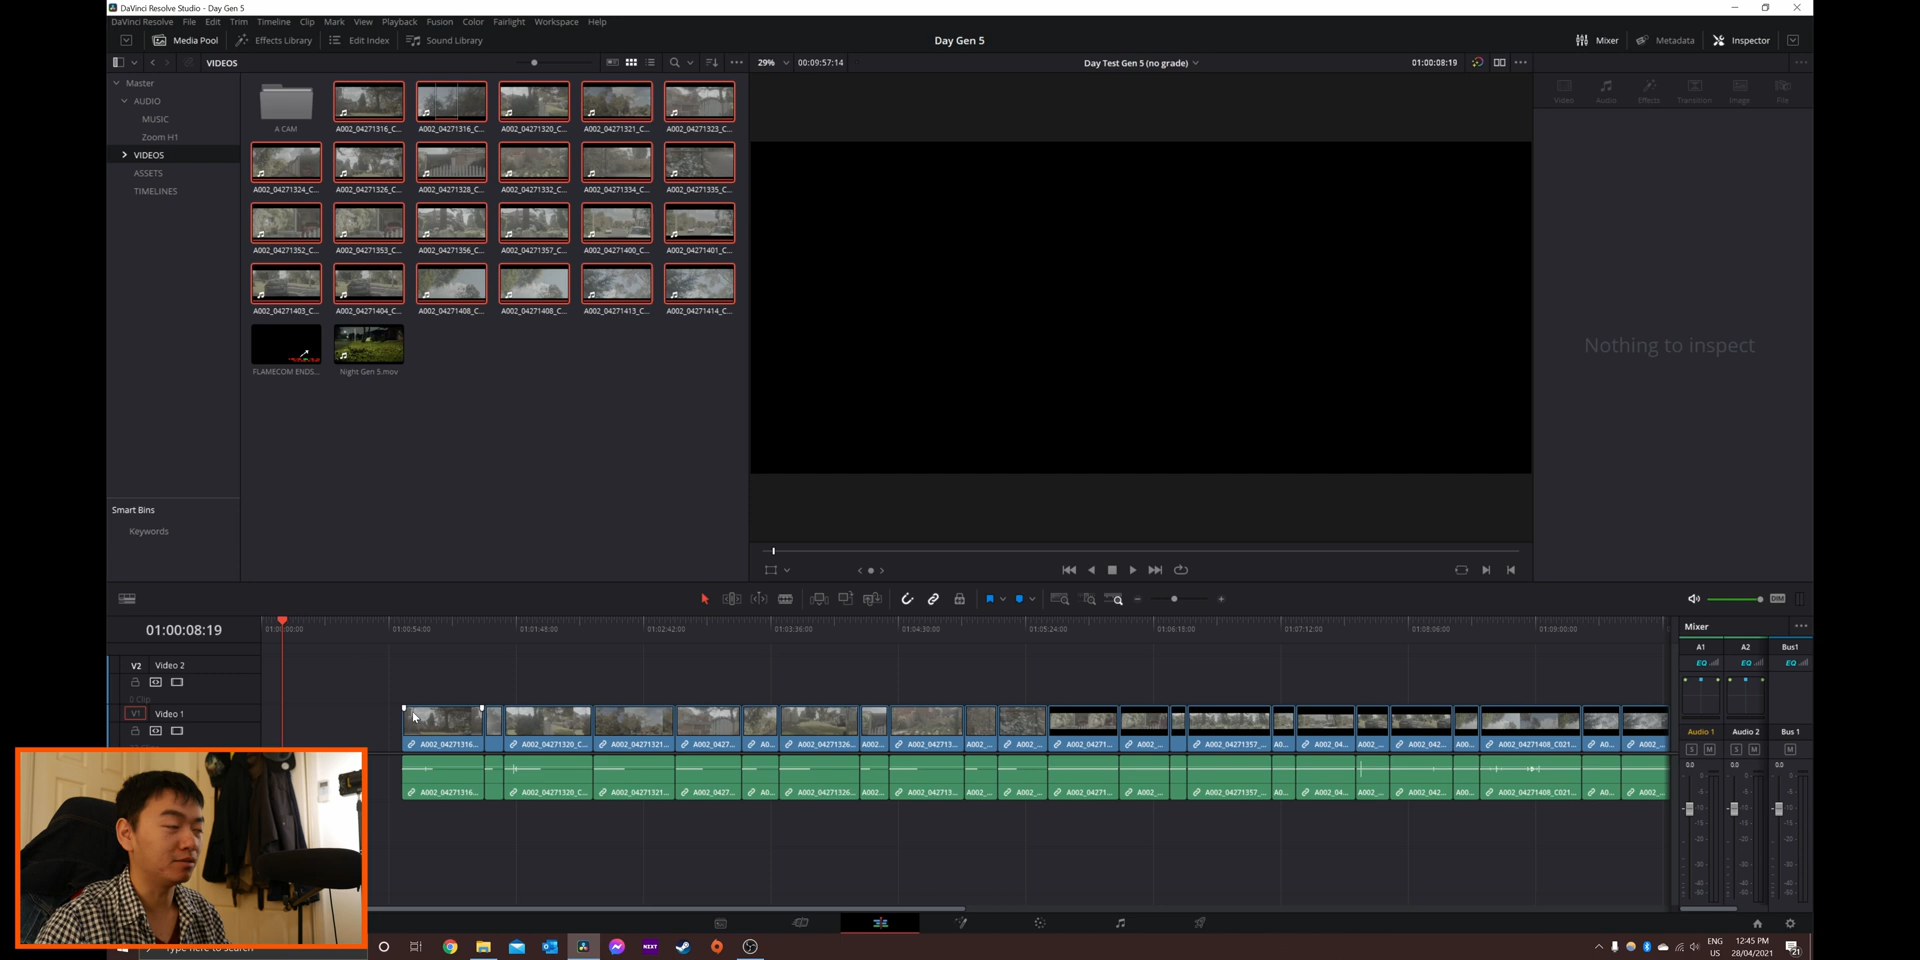 DaVinci Resolve Studio - Day Gen 5
DaVinci Resolve File Edit Trim Timeline Clip Mark View Playback Fusion Color Fairlight Workspace Help
Media Pool Effects Library Edit Index Sound Library Day Gen 5 Mixer Metadata Inspector
VIDEOS 29% 00:09:57:14 Day Test Gen 5 (no grade) 01:00:08:19
Master
AUDIO
MUSIC
Zoom H1
VIDEOS
ASSETS
TIMELINES
A CAM A002_04271316_C... A002_04271316_C... A002_04271320_C... A002_04271321_C... A002_04271323_C...
A002_04271324_C... A002_04271326_C... A002_04271328_C... A002_04271332_C... A002_04271334_C... A002_04271335_C...
A002_04271352_C... A002_04271353_C... A002_04271356_C... A002_04271357_C... A002_04271400_C... A002_04271401_C...
A002_04271403_C... A002_04271404_C... A002_04271408_C... A002_04271408_C... A002_04271413_C... A002_04271414_C...
FLAMECOM ENDS... Night Gen 5.mov
Video Audio Effects Transition Image File
Nothing to inspect
Smart Bins
Keywords
DIM
01:00:08:19 01:00:00:00 01:00:54:00 01:01:48:00 01:02:42:00 01:03:36:00 01:04:30:00 01:05:24:00 01:06:18:00 01:07:12:00 01:08:06:00 01:09:00:00
Mixer
A1 A2 Bus1
EQ EQ EQ
V2 Video 2
0 Clip
V1 Video 1
Audio 1 Audio 2 Bus 1
S M S M M
0.0 0.0 0.0
A002_04271316... A002_04271320_C... A002_04271321... A002_0427... A0... A002_04271326... A002... A002_042713... A002_... A002_... A002_04271... A002_... A002_04271357_... A0... A002_04... A002_... A002_042... A00... A002_04271408_C021... A0... A002_...
A002_04271316... A002_04271320_C... A002_04271321... A002_0427... A0... A002_04271326... A002... A002_042713... A002_... A002_... A002_04271... A002_... A002_04271357_... A0... A002_04... A002_... A002_042... A00... A002_04271408_C021... A0... A002_...
Type here to search
NZXT
ENG
US
12:45 PM
28/04/2021
21